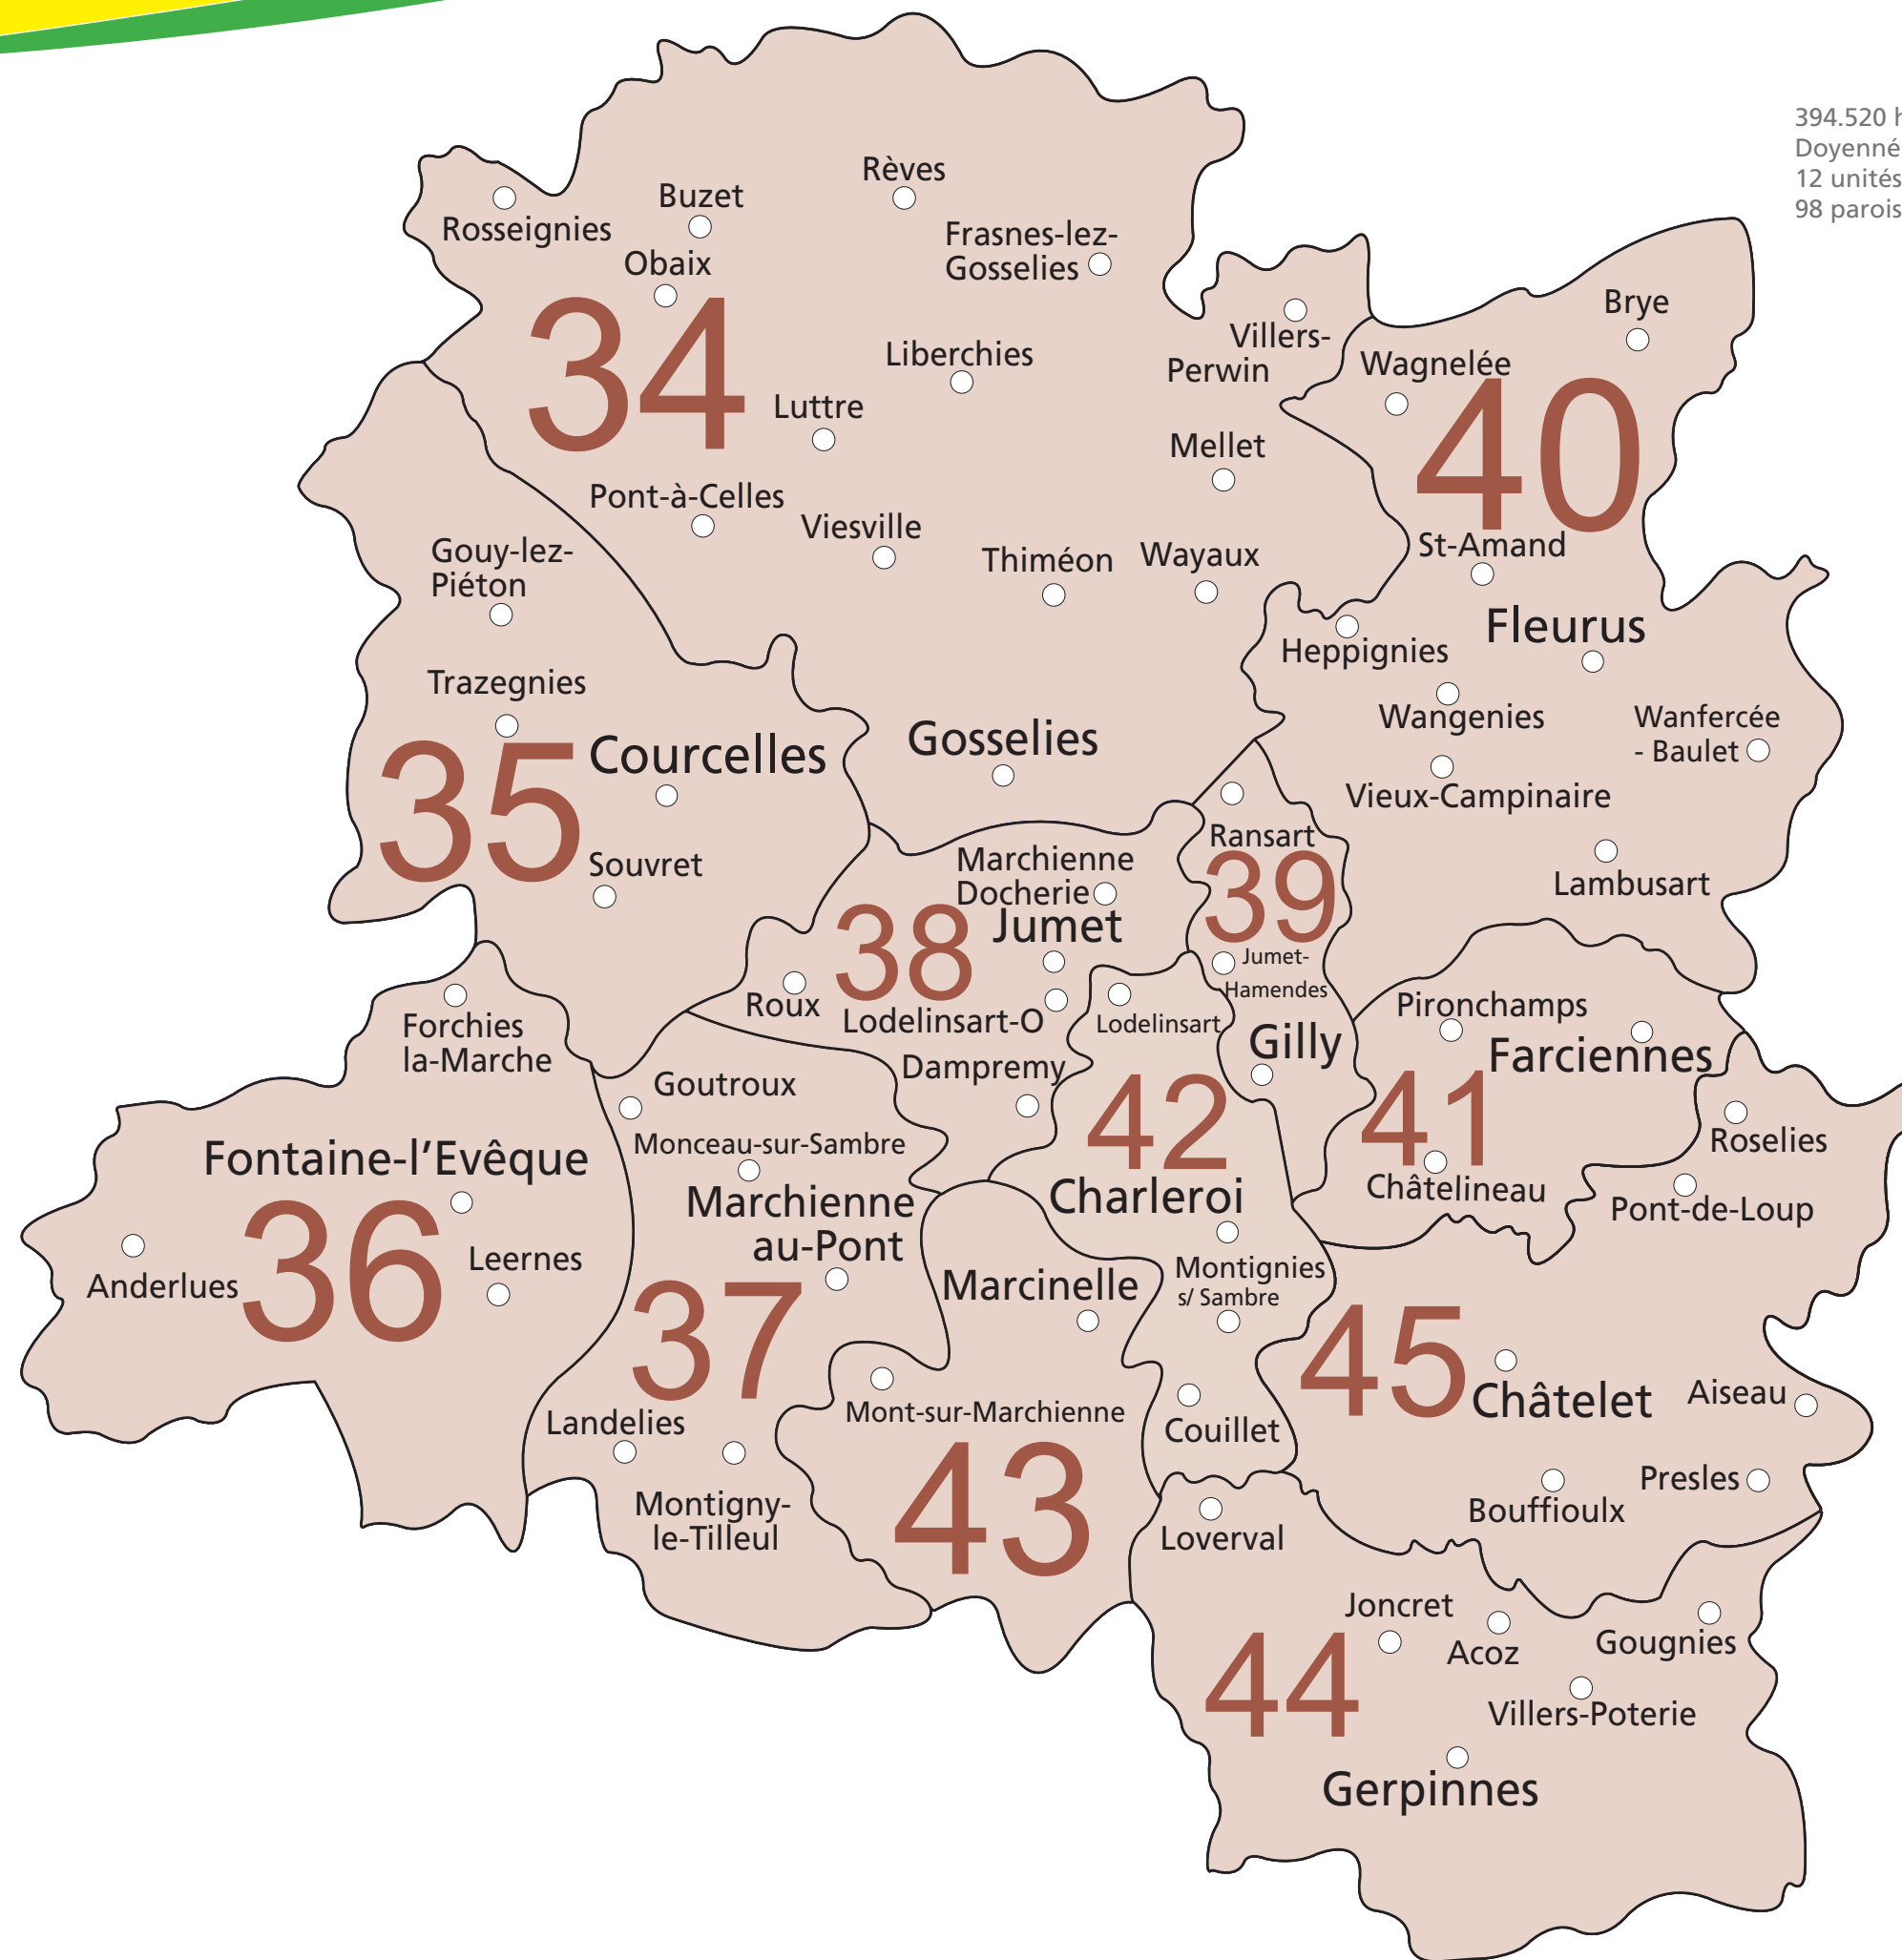 394.520
Doyenné
12 unités
98
Rèves
Buzet
Rosseignies
Frasnes-lez-
Gosselies
Obaix
34
Villers-
Perwin
Brye
Liberchies
Wagnelée
40
Luttre
Mellet
Pont-à-Celles
Viesville
St-Amand
Gouy-lez-
Piéton
Thiméon
Wayaux
Fleurus
Heppignies
Trazegnies
Wangenies
Wanfercée
- Baulet
35
Courcelles
Gosselies
Vieux-Campinaire
Ransart
Souvret
Marchienne
Docherie
39
Lambusart
38
Jumet
Jumet-
Hamendes
Roux
Lodelinsart-O
Lodelinsart
Pironchamps
Forchies
la-Marche
Gilly
Farciennes
Dampremy
Goutroux
42
41
Roselies
Monceau-sur-Sambre
Fontaine-l'Evêque
Marchienne
au-Pont
Charleroi
Châtelineau
Pont-de-Loup
36
Leernes
Anderlues
Marcinelle
Montignies
s/ Sambre
37
45
Châtelet
Aiseau
Mont-sur-Marchienne
Landelies
Couillet
43
Presles
Montigny-
le-Tilleul
Bouffioulx
Loverval
Joncret
Acoz
Gougnies
44
Villers-Poterie
Gerpinnes